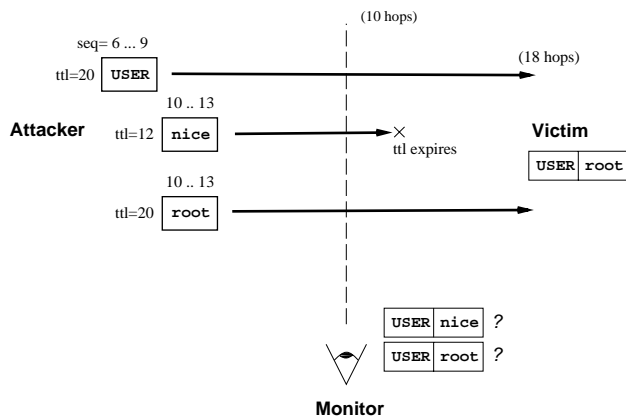 (10 hops)
seq= 6 ... 9
(18 hops)
ttl=20 USER
10 .. 13
Attacker
ttl=12 nice
ttl expires
Victim
USER root
10 .. 13
ttl=20 root
USER nice ?
USER root ?
Monitor